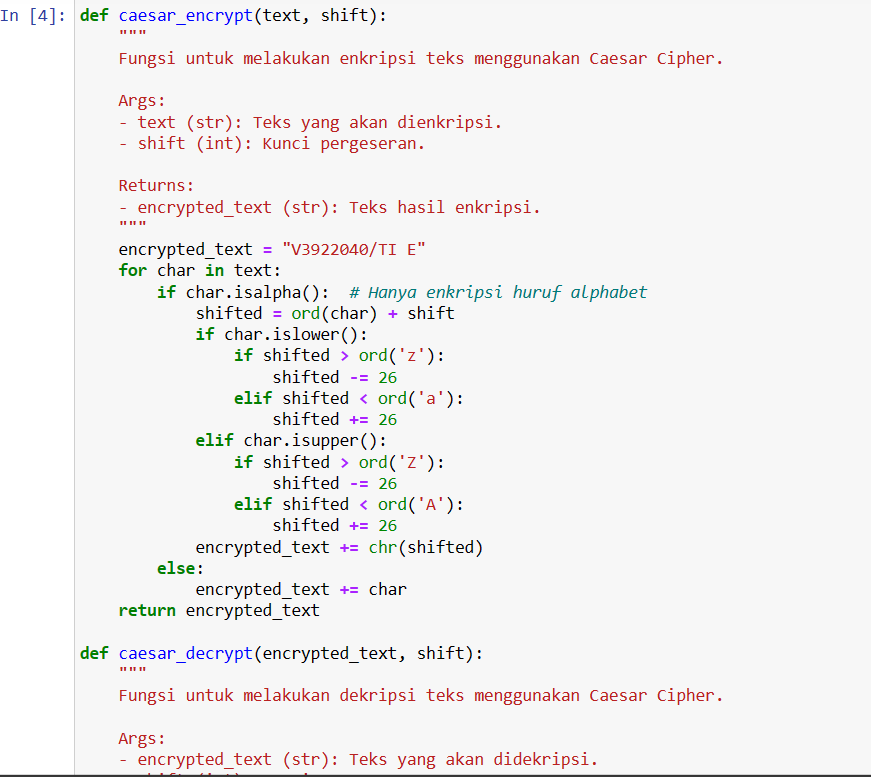 In [4]: def caesar_encrypt(text, shift):
    """
    Fungsi untuk melakukan enkripsi teks menggunakan Caesar Cipher.

    Args:
    - text (str): Teks yang akan dienkripsi.
    - shift (int): Kunci pergeseran.

    Returns:
    - encrypted_text (str): Teks hasil enkripsi.
    """
    encrypted_text = "V3922040/TI E"
    for char in text:
        if char.isalpha():  # Hanya enkripsi huruf alphabet
            shifted = ord(char) + shift
            if char.islower():
                if shifted > ord('z'):
                    shifted -= 26
                elif shifted < ord('a'):
                    shifted += 26
            elif char.isupper():
                if shifted > ord('Z'):
                    shifted -= 26
                elif shifted < ord('A'):
                    shifted += 26
            encrypted_text += chr(shifted)
        else:
            encrypted_text += char
    return encrypted_text

def caesar_decrypt(encrypted_text, shift):
    """
    Fungsi untuk melakukan dekripsi teks menggunakan Caesar Cipher.

    Args:
    - encrypted_text (str): Teks yang akan didekripsi.